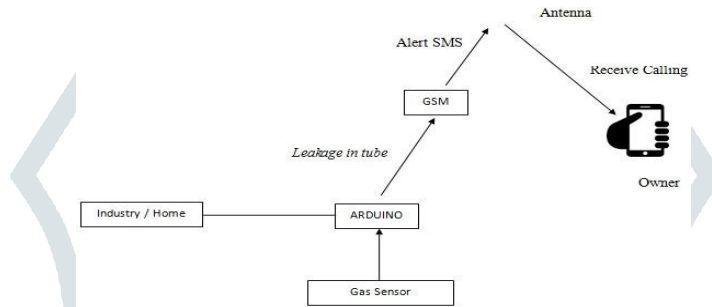 Antenna
Alert SMS
Receive Calling
GSM
Leakage in tube
Owner
Industry / Home
ARDUINO
Gas Sensor